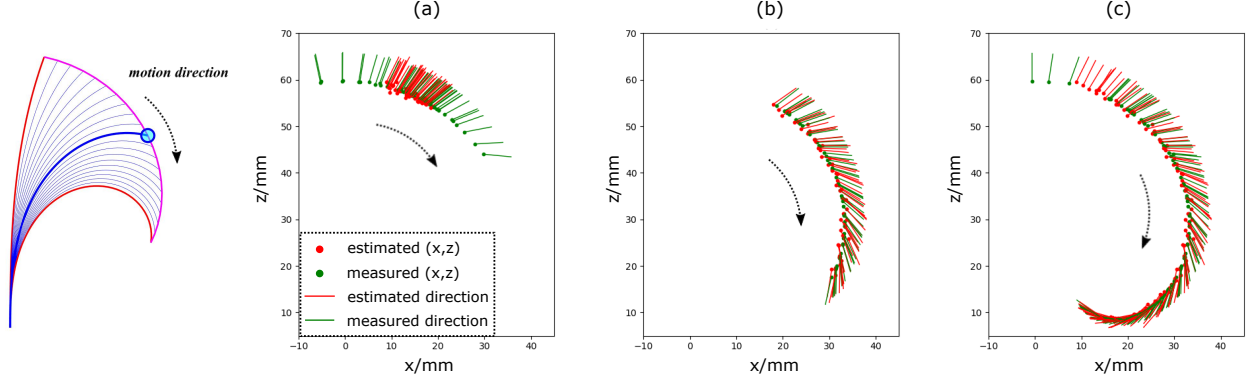 motion direction
(a)
70
60
50
40
30
20
10
z/mm
−10 0 10 20 30 40
x/mm
estimated (x,z)
measured (x,z)
estimated direction
measured direction
(b)
70
60
50
40
30
20
10
z/mm
−10 0 10 20 30 40
x/mm
(c)
70
60
50
40
30
20
10
z/mm
−10 0 10 20 30 40
x/mm